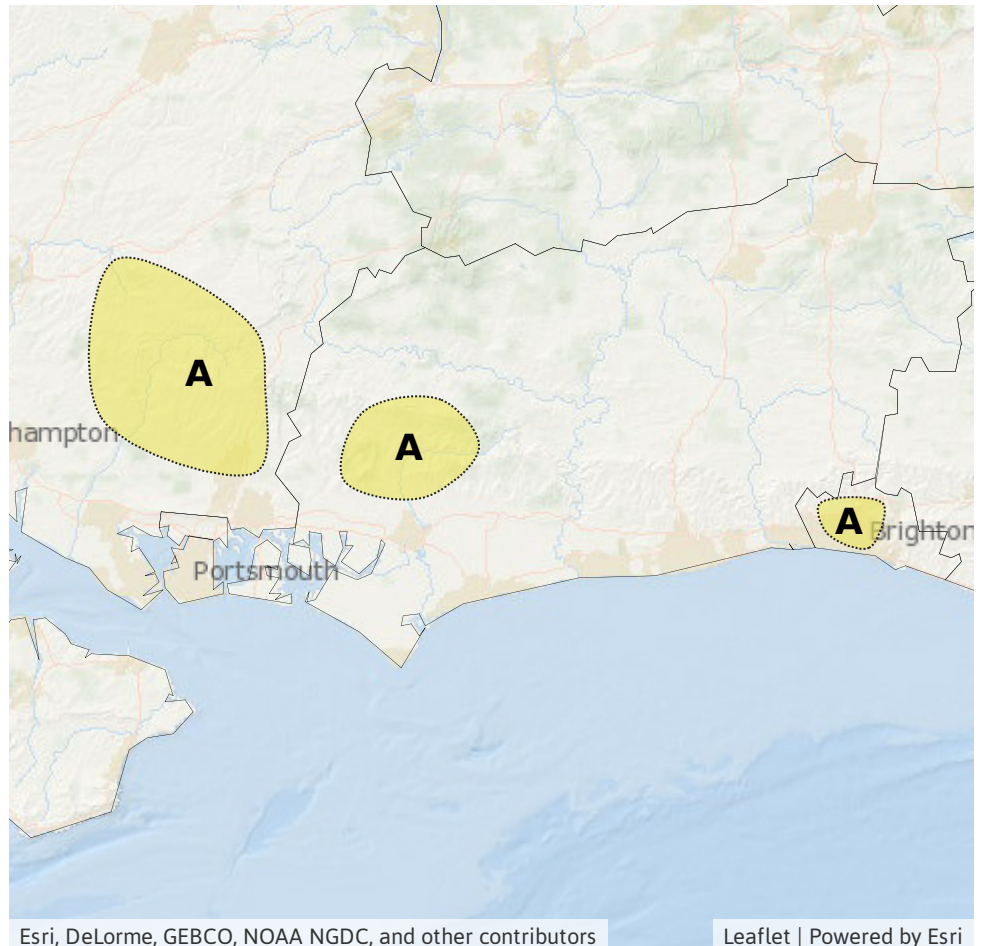 A
hampton
A
A
Brighton
Portsmouth
Esri, DeLorme, GEBCO, NOAA NGDC, and other contributors
Leaflet | Powered by Esri